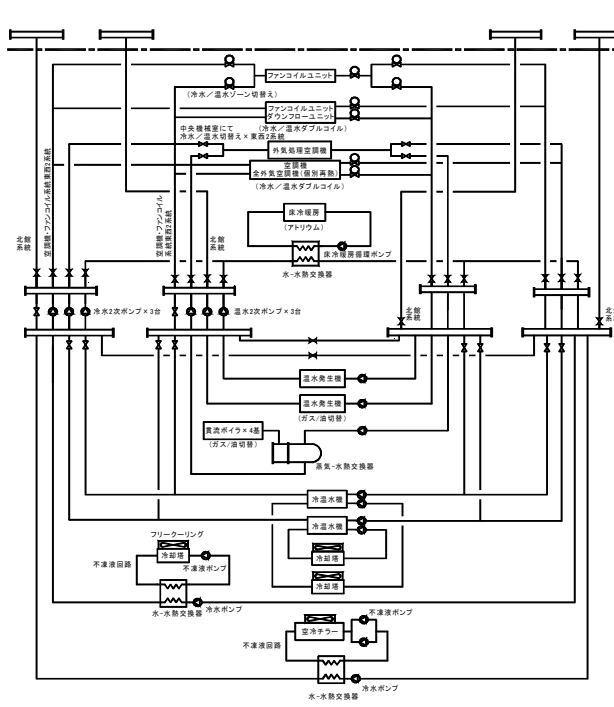 ファンコイルユニット
(冷水／温水ゾーン切替え)
ファンコイルユニット
ダウンフローユニット
中央機械室にて
冷水／温水切替え×東西2系統
(冷水／温水ダブルコイル)
外気処理空調機
空調機
全外気空調機(個別再熱)
(冷水／温水ダブルコイル)
空調機・ファンコイル系統東西2系統
空調機・ファンコイル
系統東西2系統
床冷暖房
(アトリウム)
床冷暖房循環ポンプ
水-水熱交換器
北館
系統
北館
系統
冷水2次ポンプ×3台
温水2次ポンプ×3台
北館
系統
北館
系統
温水発生機
温水発生機
(ガス/油切替)
貫流ボイラ×4基
(ガス/油切替)
蒸気-水熱交換器
冷温水機
冷温水機
冷却塔
冷却塔
フリークーリング
冷却塔
不凍液回路
不凍液ポンプ
冷水ポンプ
水-水熱交換器
不凍液ポンプ
空冷チラー
不凍液回路
冷水ポンプ
水-水熱交換器